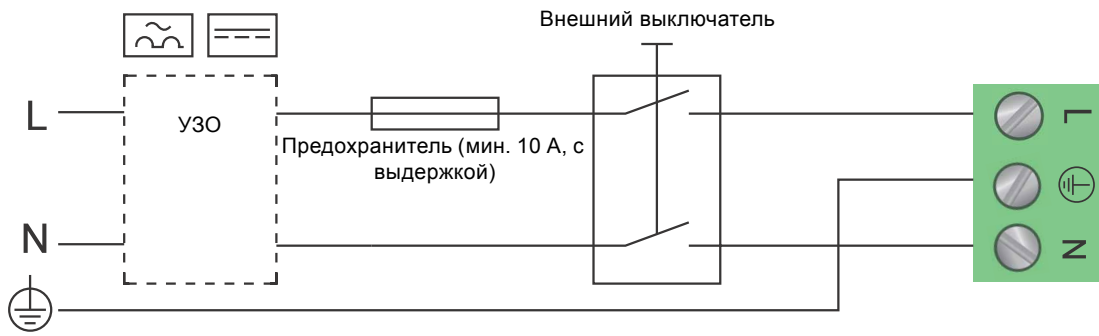 Внешний выключатель
L
УЗО
Предохранитель (мин. 10 А, с
выдержкой)
N
L
N